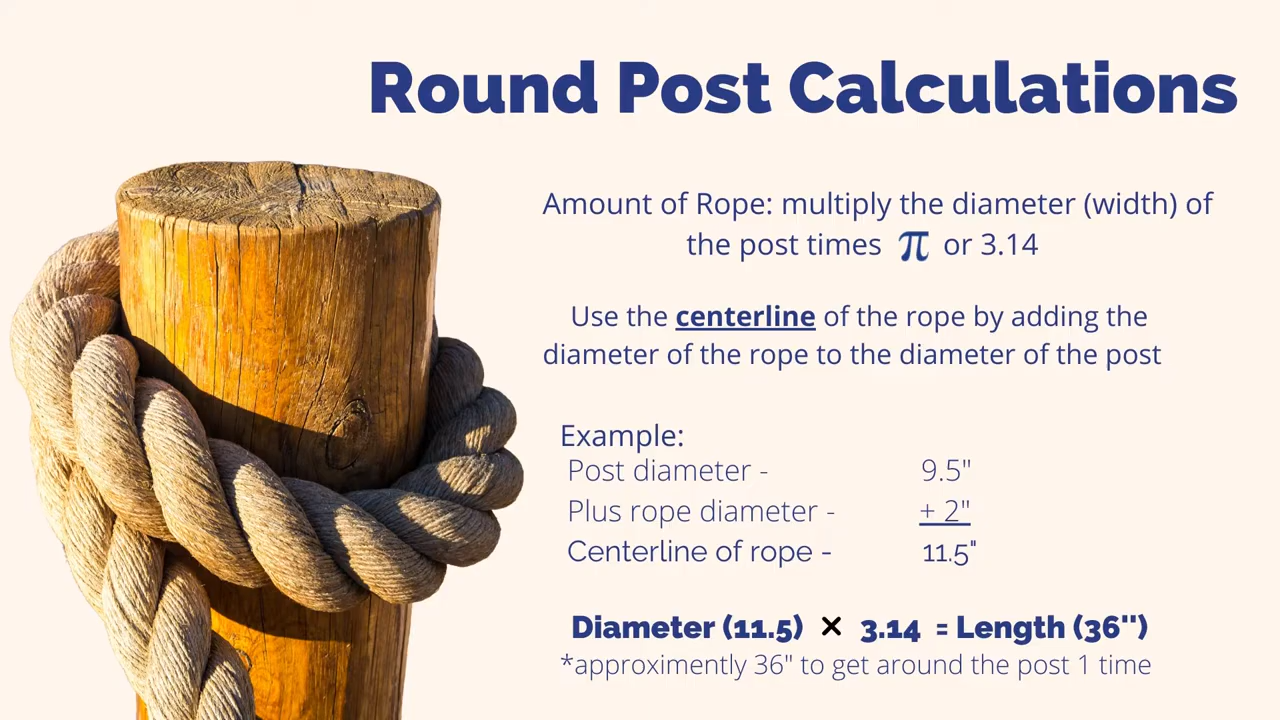 Round Post Calculations
Amount of Rope: multiply the diameter (width) of
the post times π or 3.14
Use the centerline of the rope by adding the
diameter of the rope to the diameter of the post
Example:
Post diameter - 9.5"
Plus rope diameter - + 2"
Centerline of rope - 11.5"
Diameter (11.5) × 3.14 = Length (36")
*approximently 36" to get around the post 1 time